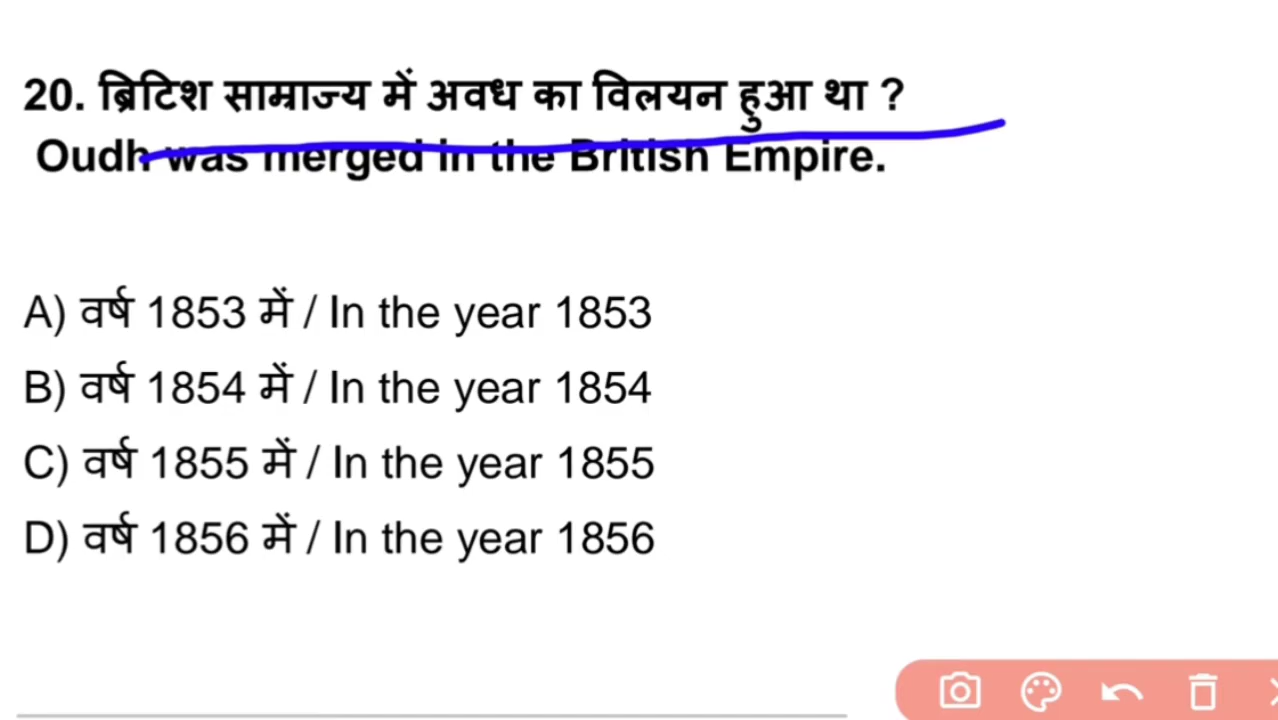 20. ब्रिटिश साम्राज्य में अवध का विलयन हुआ था ?
Oudh was merged in the British Empire.
A) वर्ष 1853 में / In the year 1853
B) वर्ष 1854 में / In the year 1854
C) वर्ष 1855 में / In the year 1855
D) वर्ष 1856 में / In the year 1856